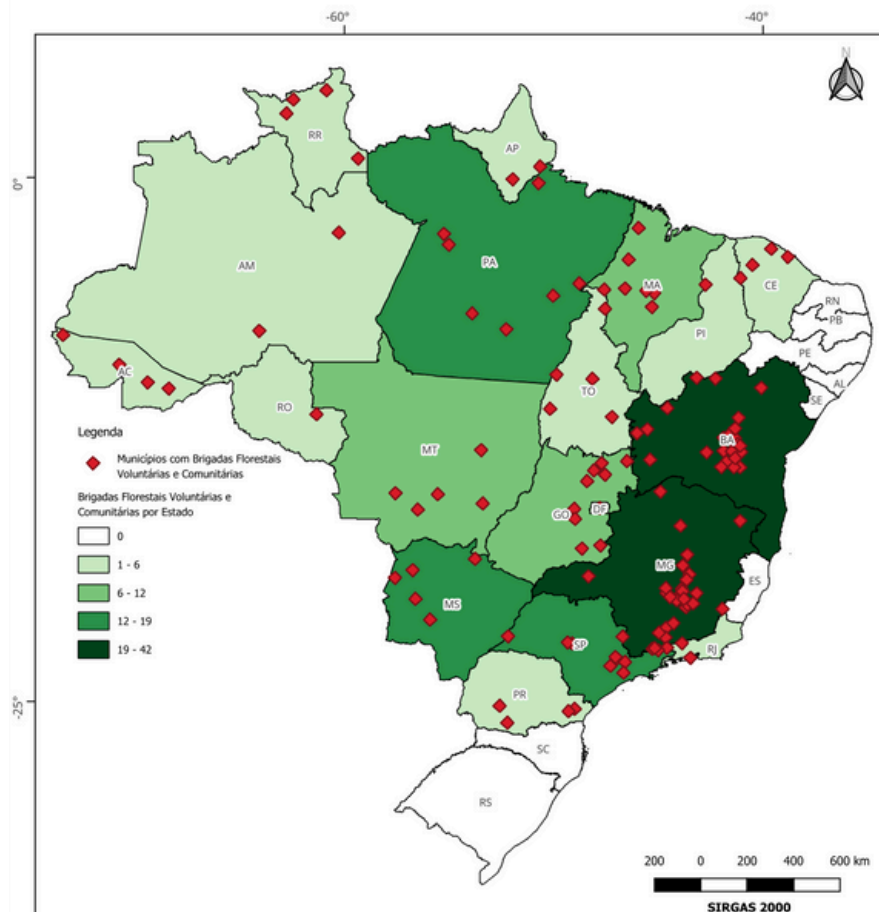 -60°
-40°
N
RR
AP
0°
AM
PA
MA
CE
RN
PB
PI
PE
AC
AL
TO
SE
RO
BA
MT
Legenda
Municípios com Brigadas Florestais
Voluntárias e Comunitárias
Brigadas Florestais Voluntárias e
Comunitárias por Estado
0
1 - 6
6 - 12
12 - 19
19 - 42
GO
DF
MG
ES
MS
SP
RJ
PR
-25°
SC
RS
200
0
200
400
600 km
SIRGAS 2000